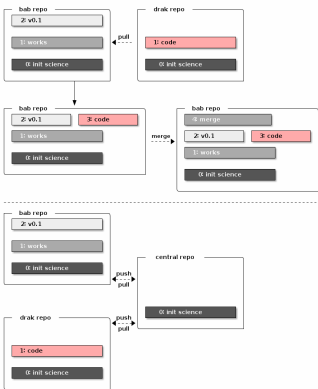 bab repo
2: v0.1
1: works
0: init science
pull
drak repo
1: code
0: init science
bab repo
2: v0.1
3: code
1: works
0: init science
merge
bab repo
4: merge
2: v0.1
3: code
1: works
0: init science
bab repo
2: v0.1
1: works
0: init science
push
pull
central repo
0: init science
drak repo
push
pull
1: code
0: init science